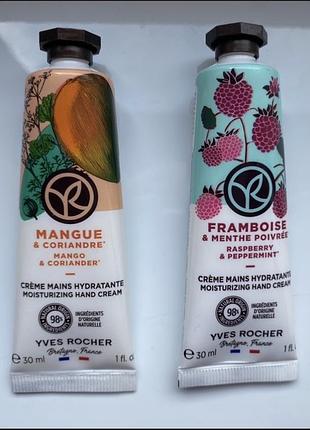 MANGUE
& CORIANDRE*
MANGO
& CORIANDER*
CRÈME MAINS HYDRATANTE
MOISTURIZING HAND CREAM
98%
INGRÉDIENTS
D'ORIGINE
NATURELLE
YVES ROCHER
Bretagne, France
e 30 ml
1 fl.
FRAMBOISE
& MENTHE POIVRÉE*
RASPBERRY
& PEPPERMINT*
CRÈME MAINS HYDRATANTE
MOISTURIZING HAND CREAM
98%
INGRÉDIENTS
D'ORIGINE
NATURELLE
YVES ROCHER
Bretagne, France
e 30 ml
1 fl.